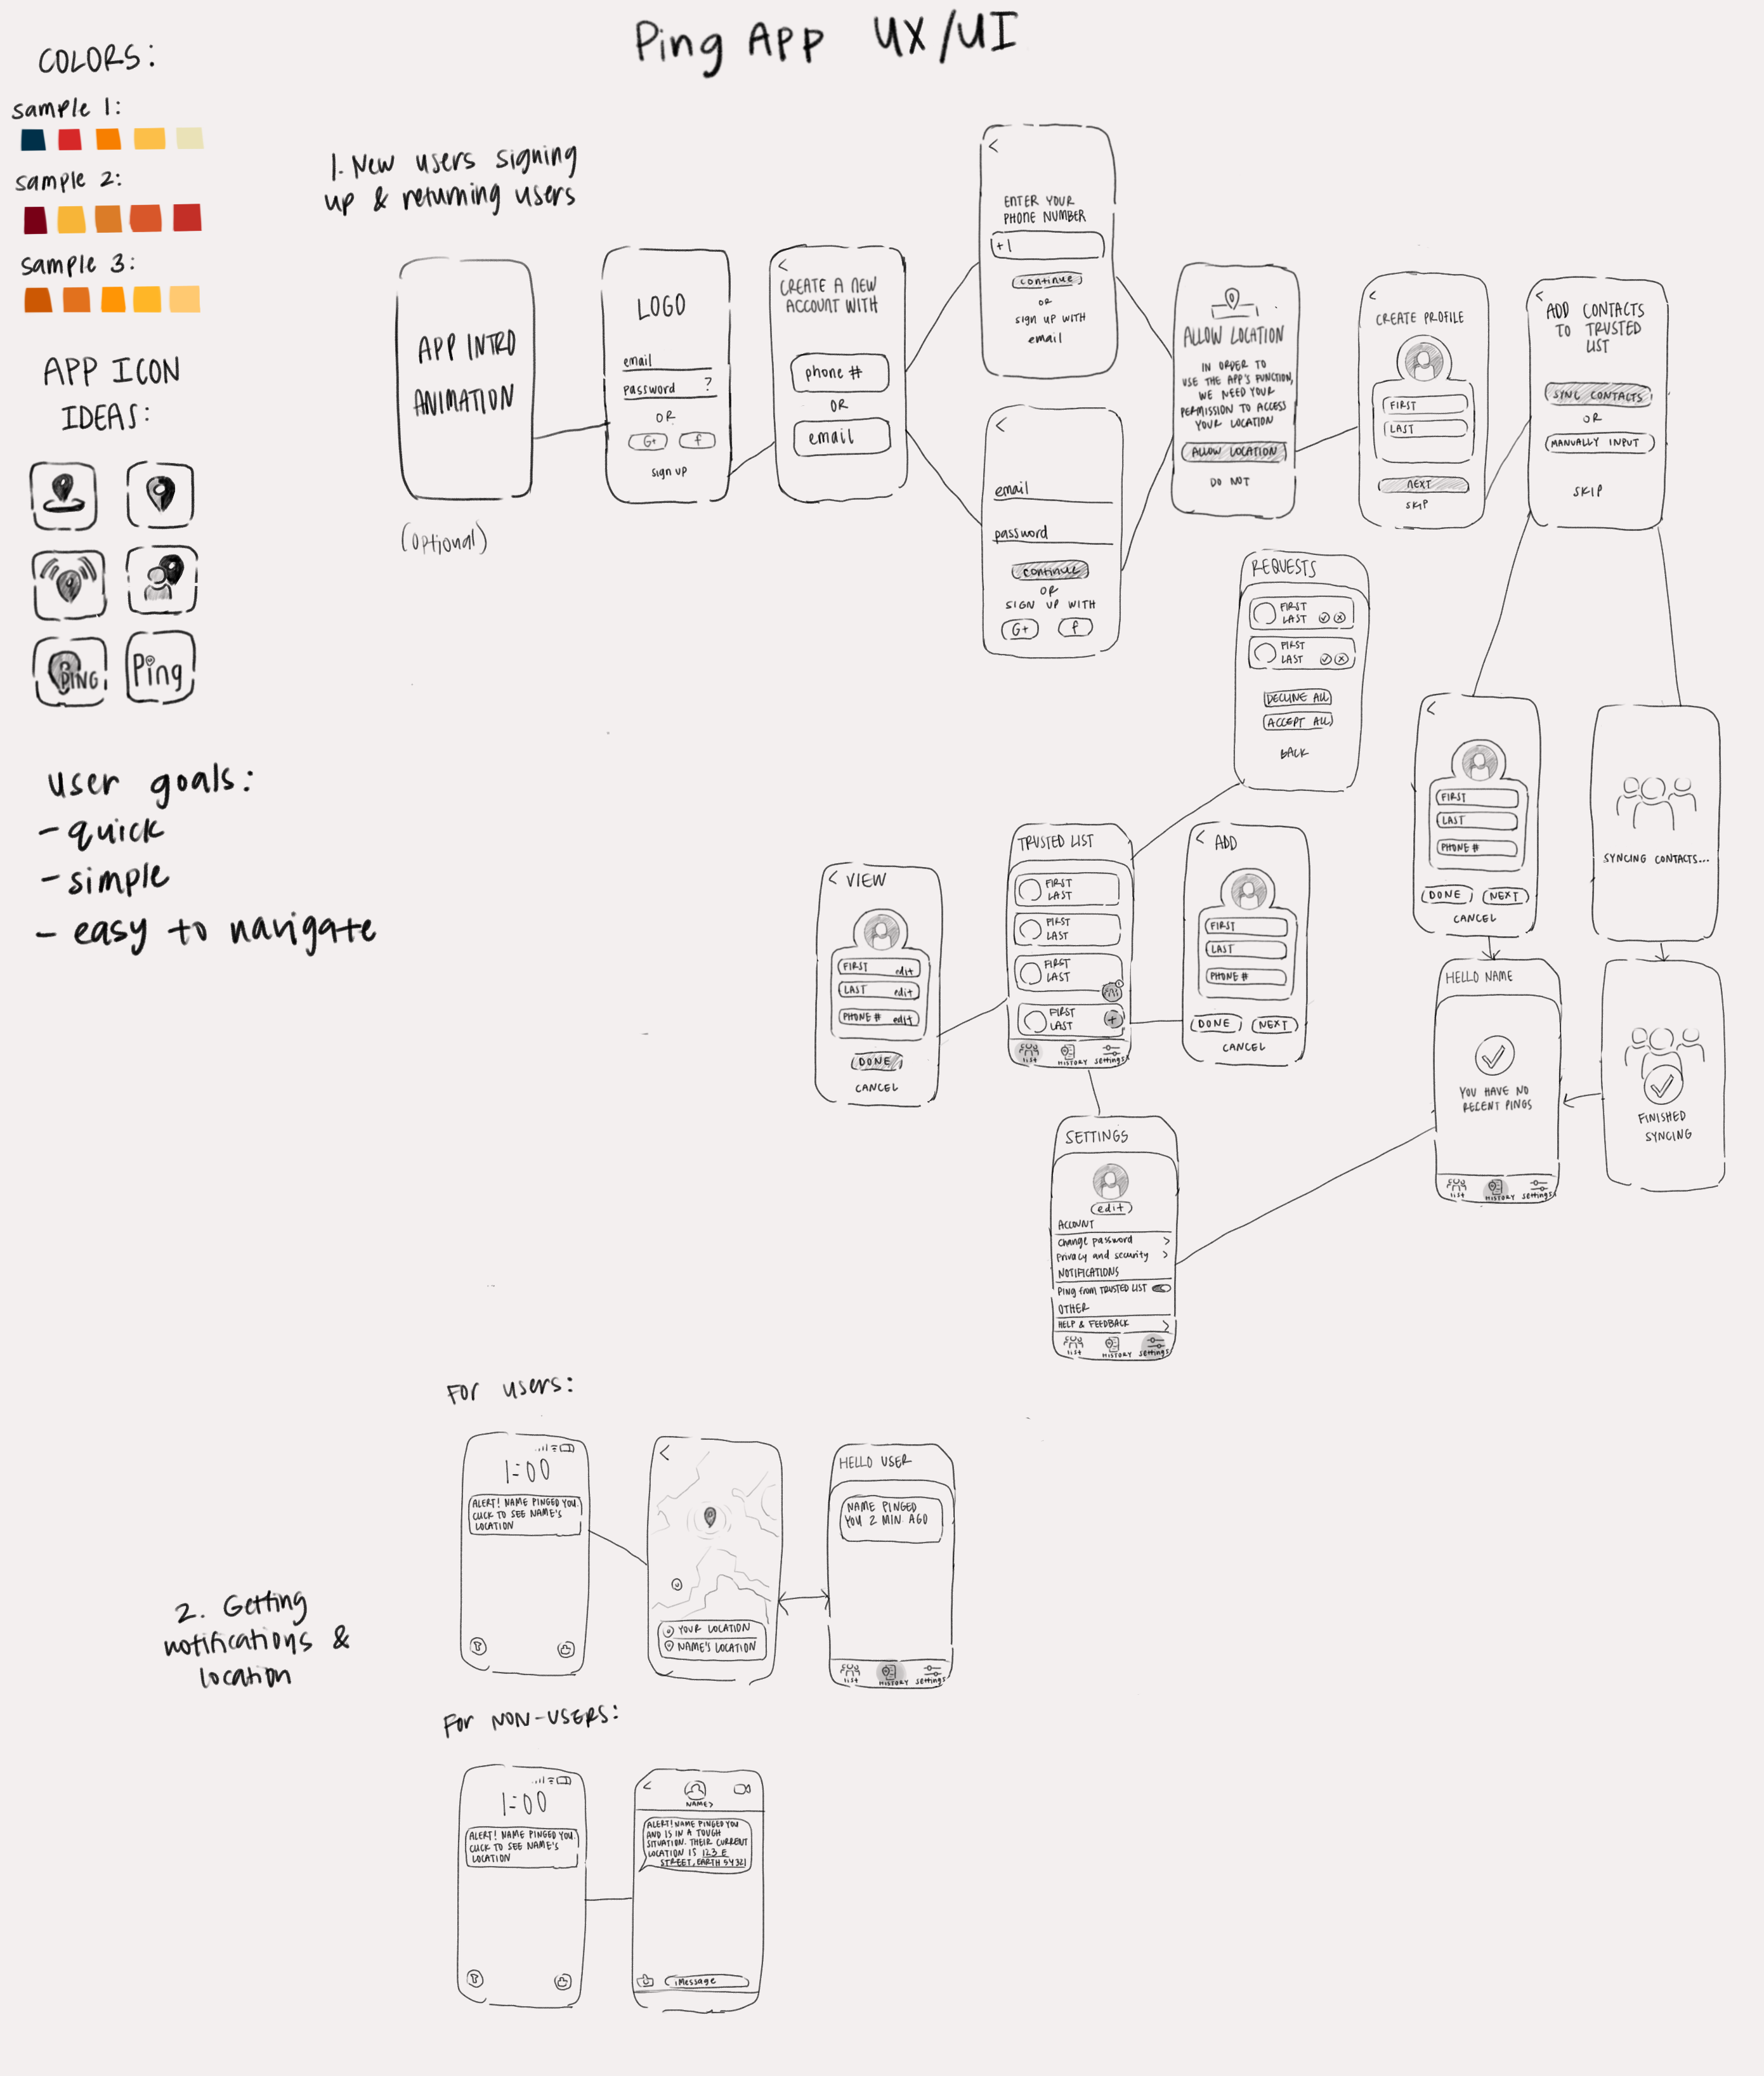 Ping App UX/UI
COLORS:
sample 1:
sample 2:
sample 3:
APP ICON
IDEAS:
PING
Ping
user goals:
- quick
- simple
- easy to navigate
1. New users signing
up & returning users
APP INTRO
ANIMATION
(optional)
LOGO
email
password ?
OR
G+ f
sign up
<
CREATE A NEW
ACCOUNT WITH
phone #
OR
email
<
ENTER YOUR
PHONE NUMBER
+1
continue
OR
sign up with
email
<
email
password
continue
OR
SIGN UP WITH
G+ f
ALLOW LOCATION
IN ORDER TO
USE THE APP'S FUNCTION,
WE NEED YOUR
PERMISSION TO ACCESS
YOUR LOCATION
ALLOW LOCATION
DO NOT
<
CREATE PROFILE
FIRST
LAST
NEXT
SKIP
<
ADD CONTACTS
TO TRUSTED
LIST
SYNC CONTACTS
OR
MANUALLY INPUT
SKIP
REQUESTS
FIRST
LAST
FIRST
LAST
DECLINE ALL
ACCEPT ALL
BACK
<
FIRST
LAST
PHONE #
DONE NEXT
CANCEL
SYNCING CONTACTS...
< VIEW
FIRST edit
LAST edit
PHONE # edit
DONE
CANCEL
TRUSTED LIST
FIRST
LAST
FIRST
LAST
FIRST
LAST
FIRST
LAST +
list HISTORY settings
< ADD
FIRST
LAST
PHONE #
DONE NEXT
CANCEL
HELLO NAME
YOU HAVE NO
RECENT PINGS
list HISTORY settings
FINISHED
SYNCING
SETTINGS
edit
ACCOUNT
change password >
Privacy and security >
NOTIFICATIONS
Ping from TRUSTED LIST
OTHER
HELP & FEEDBACK >
list HISTORY settings
2. Getting
notifications &
location
For users:
1:00
ALERT! NAME PINGED YOU.
CLICK TO SEE NAME'S
LOCATION
<
YOUR LOCATION
NAME'S LOCATION
HELLO USER
NAME PINGED
YOU 2 MIN AGO
list HISTORY settings
For NON-USERS:
1:00
ALERT! NAME PINGED YOU.
CLICK TO SEE NAME'S
LOCATION
<
NAME >
ALERT! NAME PINGED YOU
AND IS IN A TOUGH
SITUATION. THEIR CURRENT
LOCATION IS 123 E
STREET, EARTH 54321
iMessage